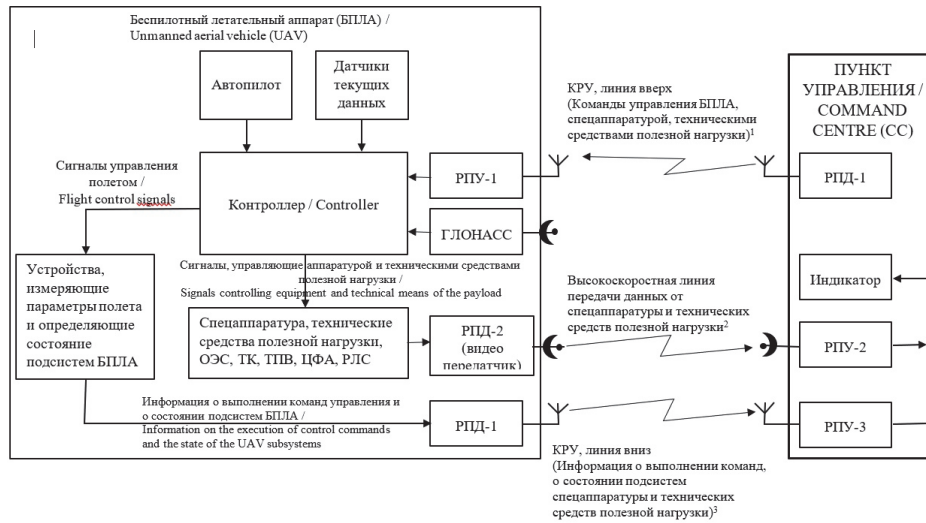 Беспилотный летательный аппарат (БПЛА) /
Unmanned aerial vehicle (UAV)
Автопилот
Датчики
текущих
данных
Сигналы управления
полетом /
Flight control signals
Контроллер / Controller
РПУ-1
ГЛОНАСС
КРУ, линия вверх
(Команды управления БПЛА,
спецаппаратурой, техническими
средствами полезной нагрузки)¹
ПУНКТ
УПРАВЛЕНИЯ /
COMMAND
CENTRE (CC)
РПД-1
Устройства,
измеряющие
параметры полета
и определяющие
состояние
подсистем БПЛА
Сигналы, управляющие аппаратурой и техническими средствами
полезной нагрузки /
Signals controlling equipment and technical means of the payload
Спецаппаратура, технические
средства полезной нагрузки,
ОЭС, ТК, ТПВ, ЦФА, РЛС
РПД-2
(видео
передатчик)
Высокоскоростная линия
передачи данных от
спецаппаратуры и технических
средств полезной нагрузки²
Индикатор
РПУ-2
Информация о выполнении команд управления и
о состоянии подсистем БПЛА /
Information on the execution of control commands
and the state of the UAV subsystems
РПД-1
КРУ, линия вниз
(Информация о выполнении команд,
о состоянии подсистем
спецаппаратуры и технических
средств полезной нагрузки)³
РПУ-3